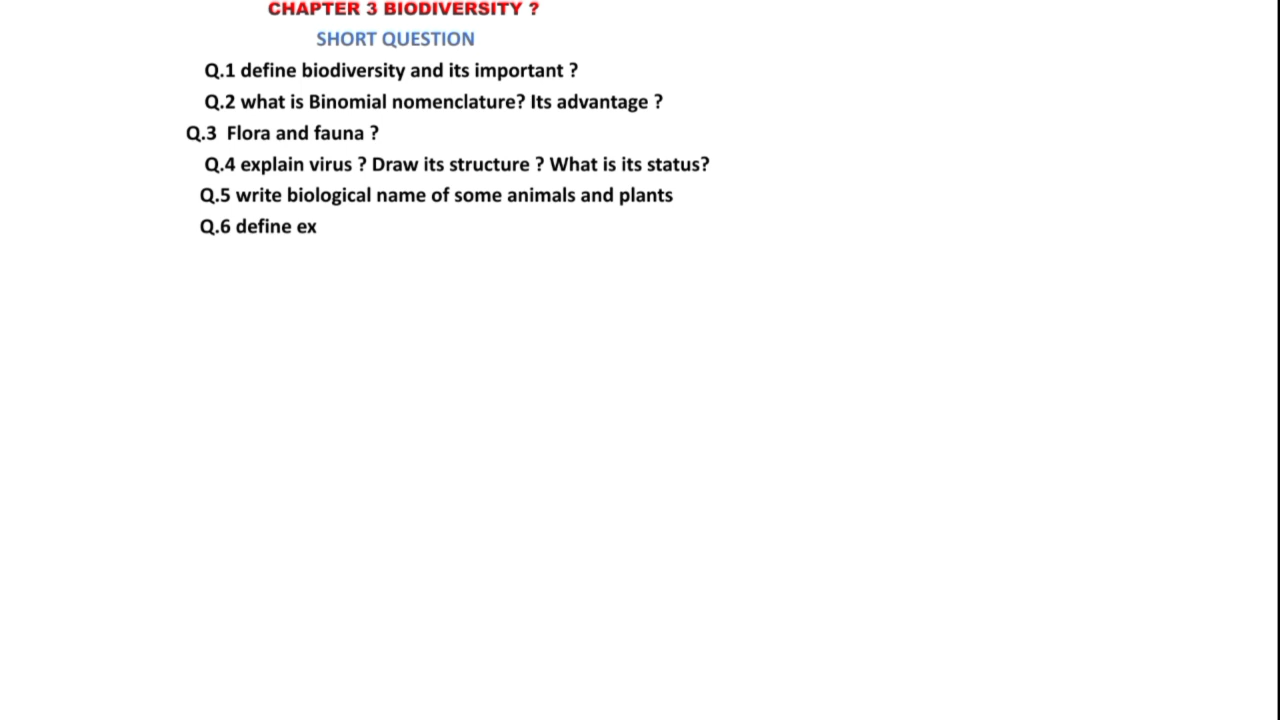 CHAPTER 3 BIODIVERSITY ?
SHORT QUESTION
Q.1 define biodiversity and its important ?
Q.2 what is Binomial nomenclature? Its advantage ?
Q.3 Flora and fauna ?
Q.4 explain virus ? Draw its structure ? What is its status?
Q.5 write biological name of some animals and plants
Q.6 define ex